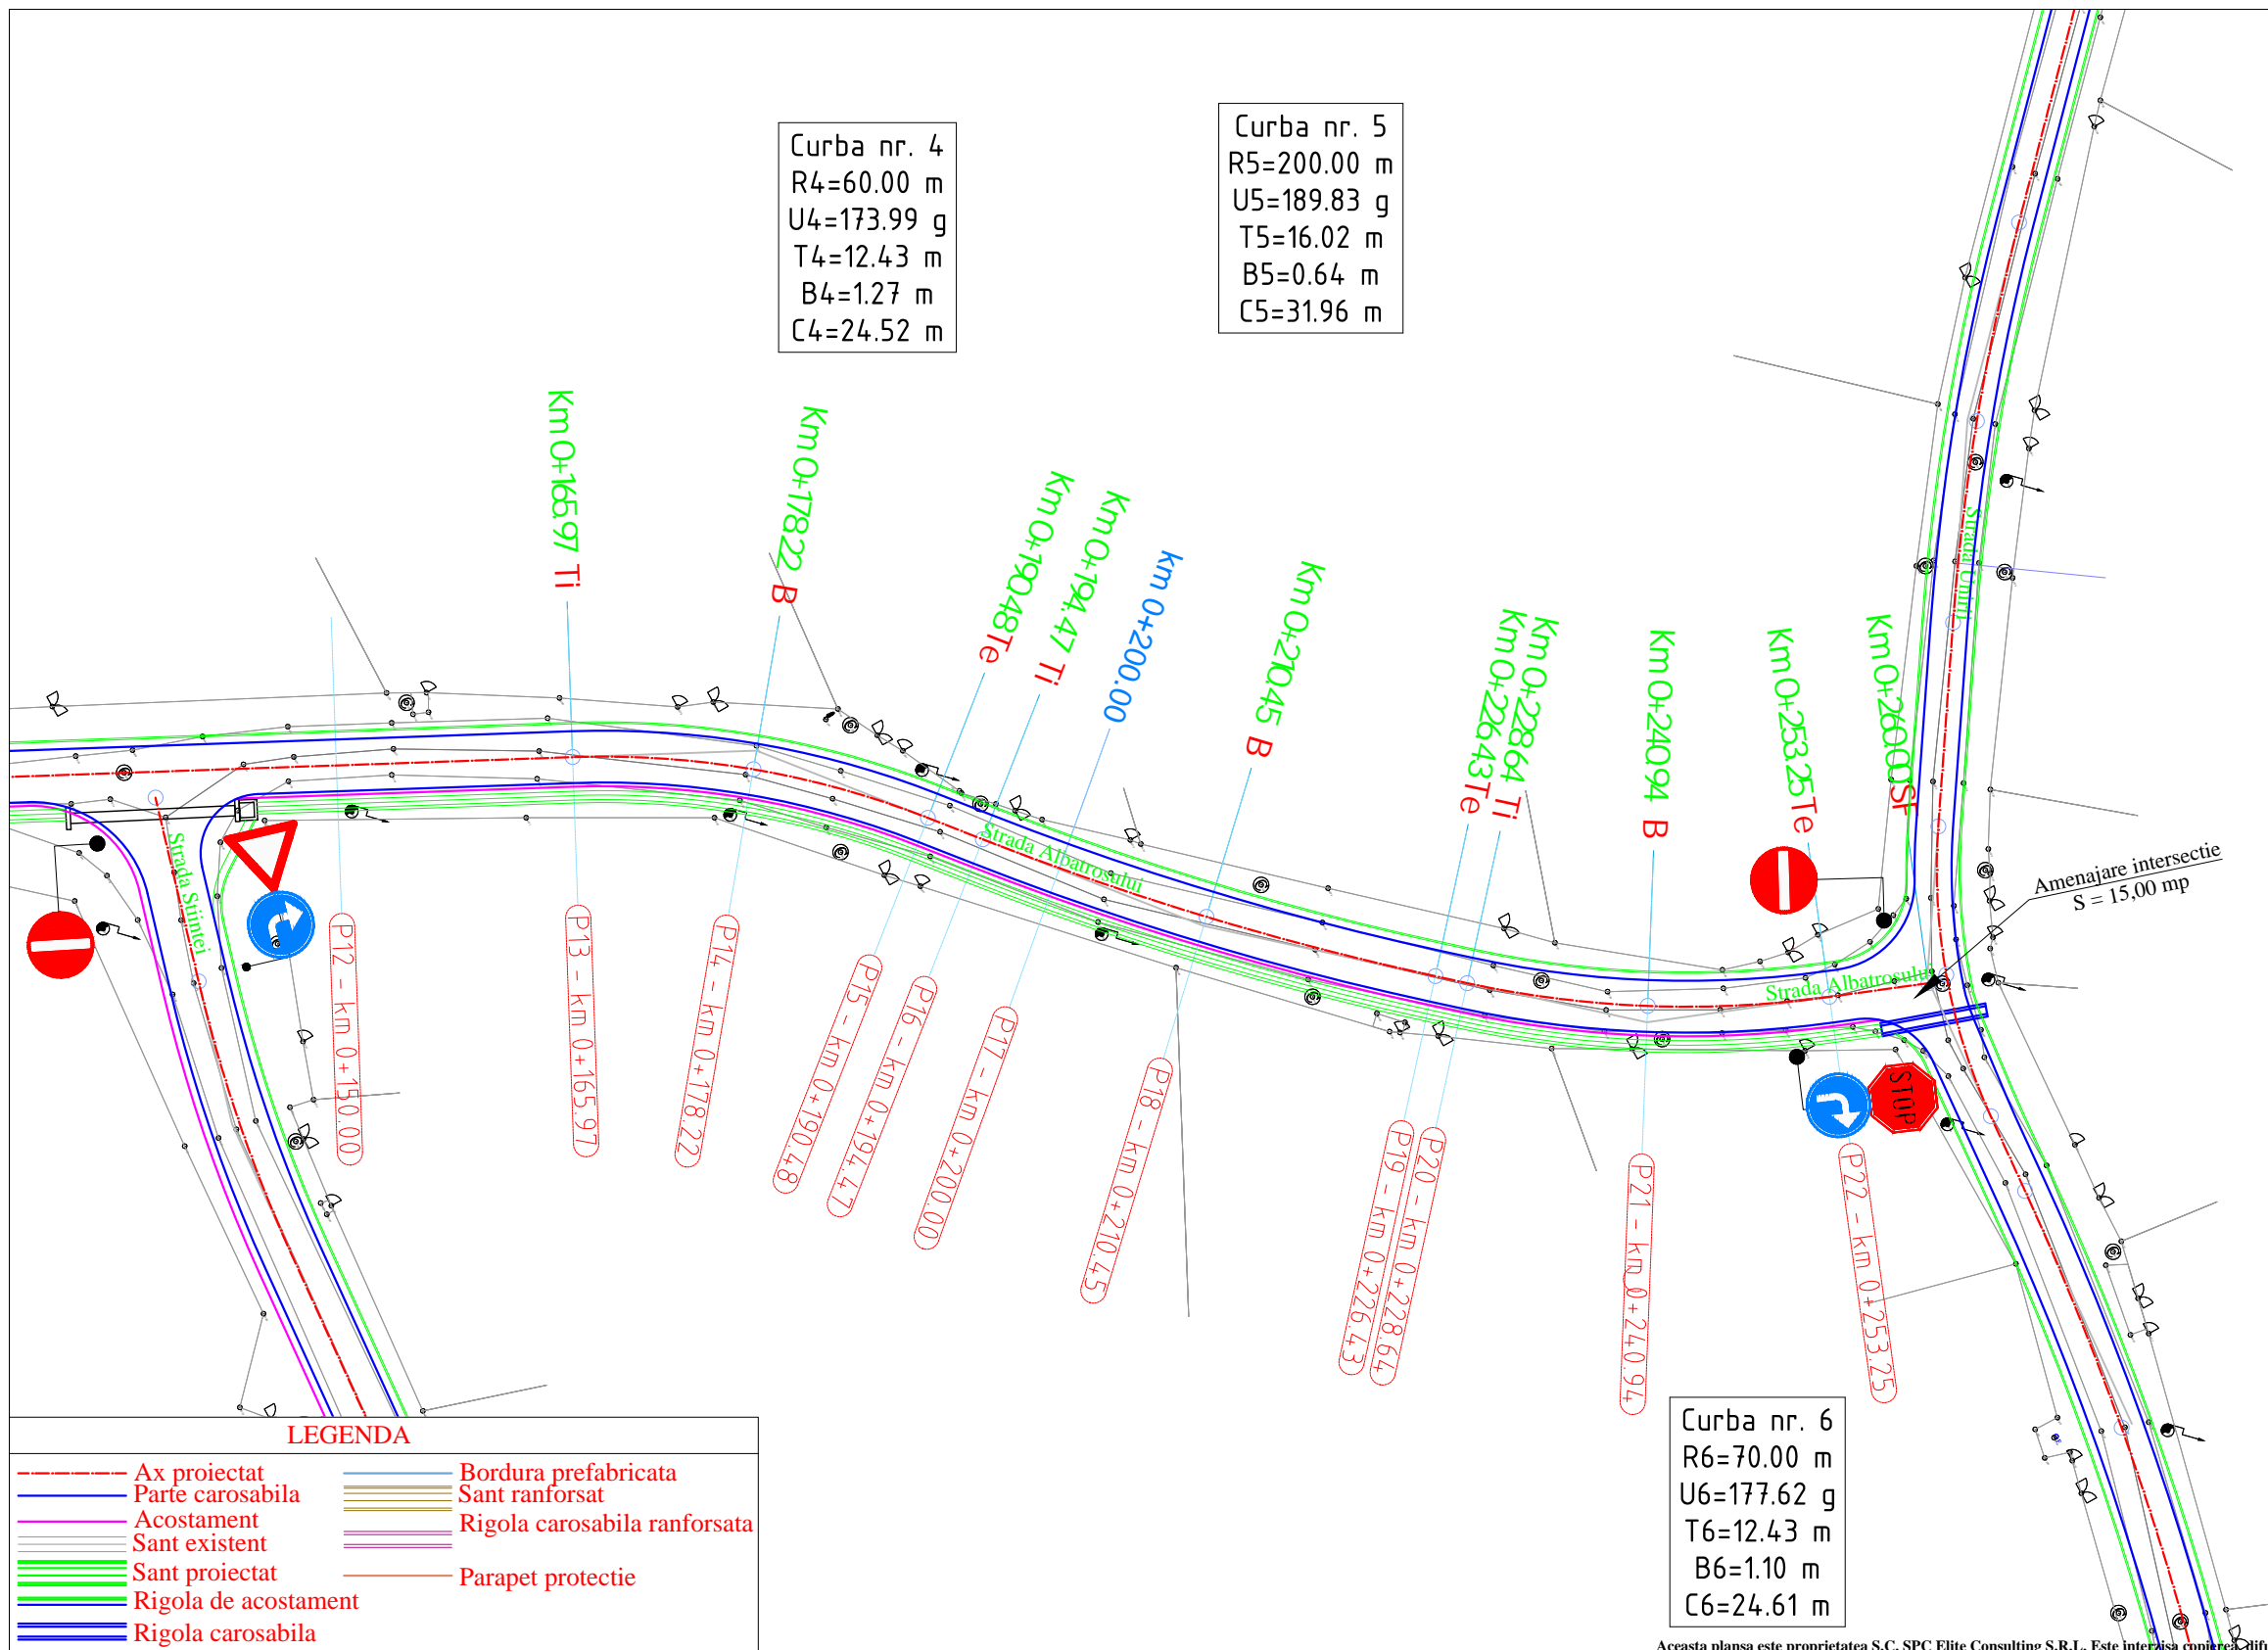 Curba nr. 4
R4=60.00 m
U4=173.99 g
T4=12.43 m
B4=1.27 m
C4=24.52 m
Curba nr. 5
R5=200.00 m
U5=189.83 g
T5=16.02 m
B5=0.64 m
C5=31.96 m
Km 0+165.97 Ti
Km 0+178.22 B
Km 0+190.48 Te
Km 0+194.47 Ti
km 0+200.00
Km 0+210.45 B
Km 0+226.43 Te
Km 0+228.64 Ti
Km 0+240.94 B
Km 0+253.25 Te
Km 0+260.00 SF
Strada Unirii
Strada Stiintei
Strada Albatrosului
Strada Albatrosului
Amenajare intersectie
S = 15,00 mp
STOP
P12 - km 0+150.00
P13 - km 0+165.97
P14 - km 0+178.22
P15 - km 0+190.48
P16 - km 0+194.47
P17 - km 0+200.00
P18 - km 0+210.45
P19 - km 0+226.43
P20 - km 0+228.64
P21 - km 0+240.94
P22 - km 0+253.25
Curba nr. 6
R6=70.00 m
U6=177.62 g
T6=12.43 m
B6=1.10 m
C6=24.61 m
LEGENDA
Ax proiectat
Parte carosabila
Acostament
Sant existent
Sant proiectat
Rigola de acostament
Rigola carosabila
Bordura prefabricata
Sant ranforsat
Rigola carosabila ranforsata
Parapet protectie
Aceasta plansa este proprietatea S.C. SPC Elite Consulting S.R.L. Este interzisa copierea,